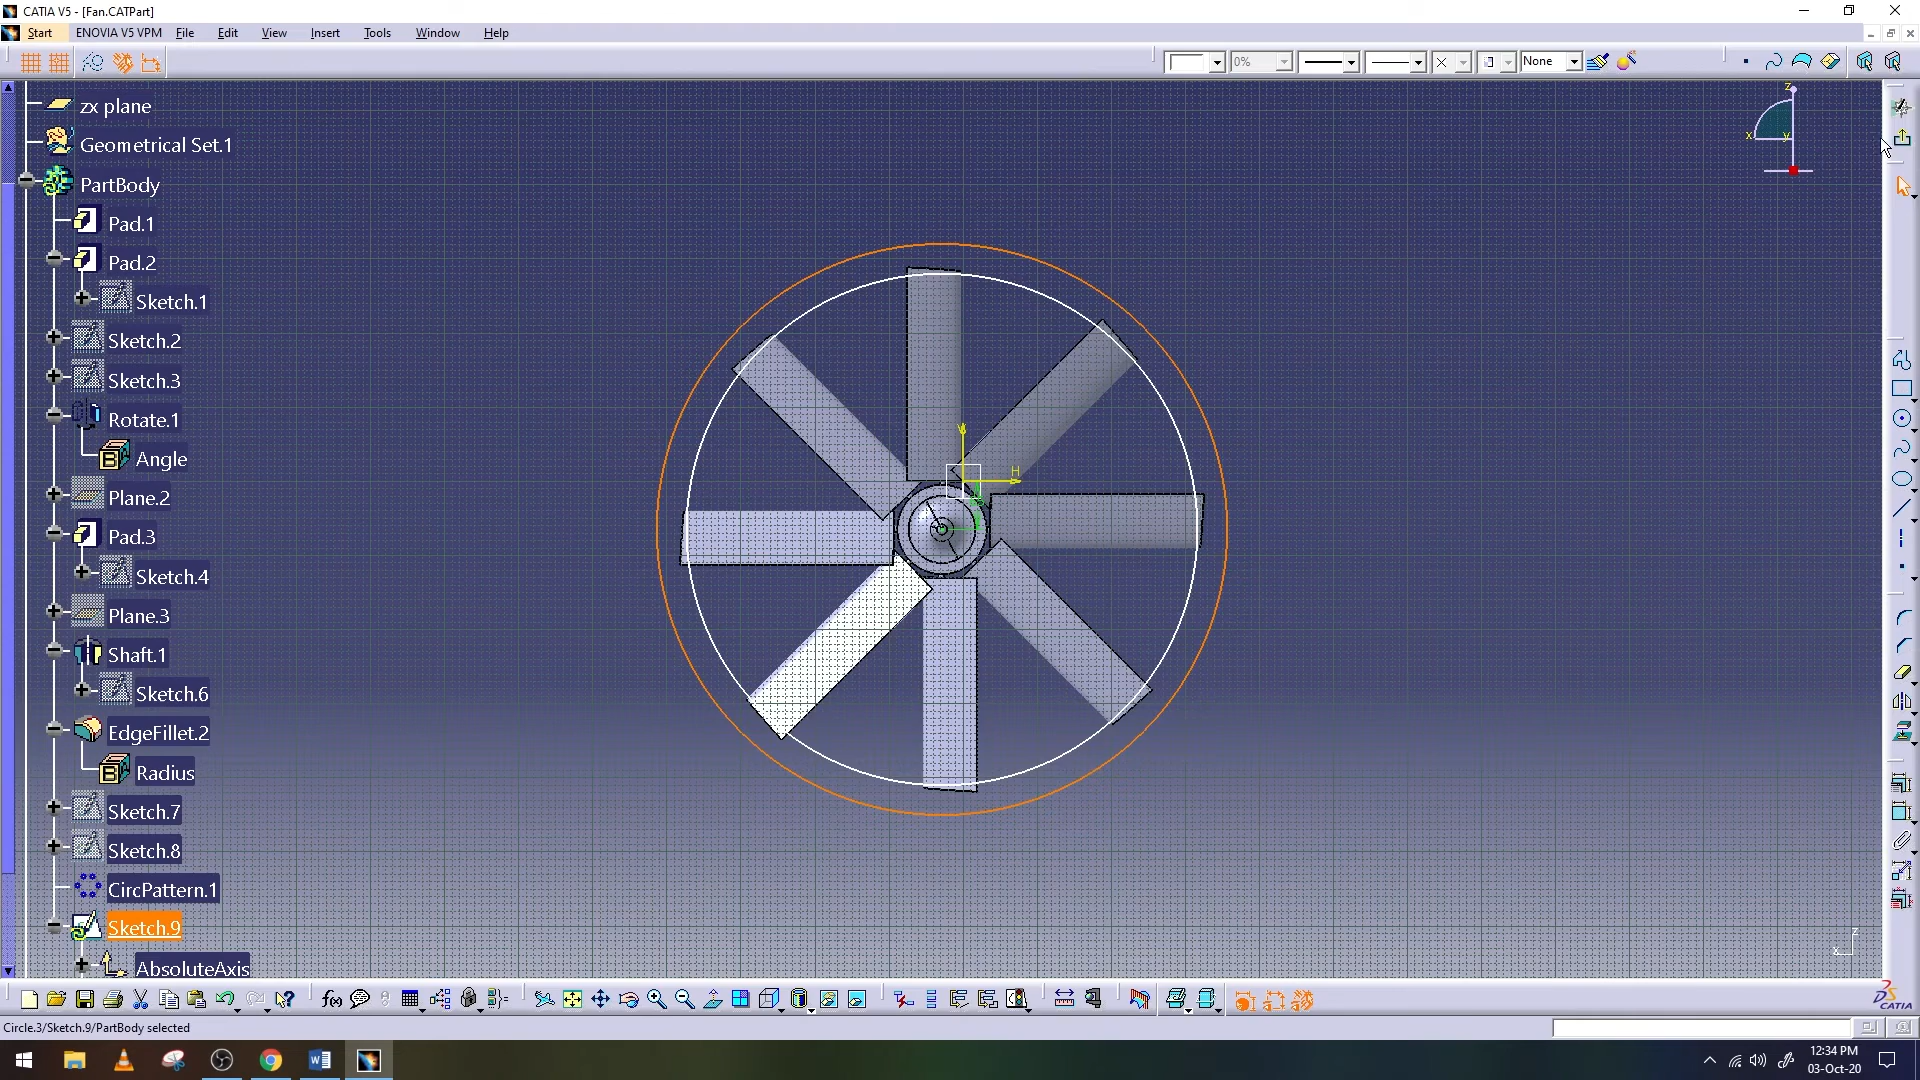 CATIA V5 - [Fan.CATPart]
Start ENOVIA V5 VPM File Edit View Insert Tools Window Help
0% None
zx plane
Geometrical Set.1
PartBody
Pad.1
Pad.2
Sketch.1
Sketch.2
Sketch.3
Rotate.1
Angle
Plane.2
Pad.3
Sketch.4
Plane.3
Shaft.1
Sketch.6
EdgeFillet.2
Radius
Sketch.7
Sketch.8
CircPattern.1
Sketch.9
AbsoluteAxis
z
x y
V
H
z
x
f(x)
CATIA
Circle.3/Sketch.9/PartBody selected
12:34 PM
03-Oct-20